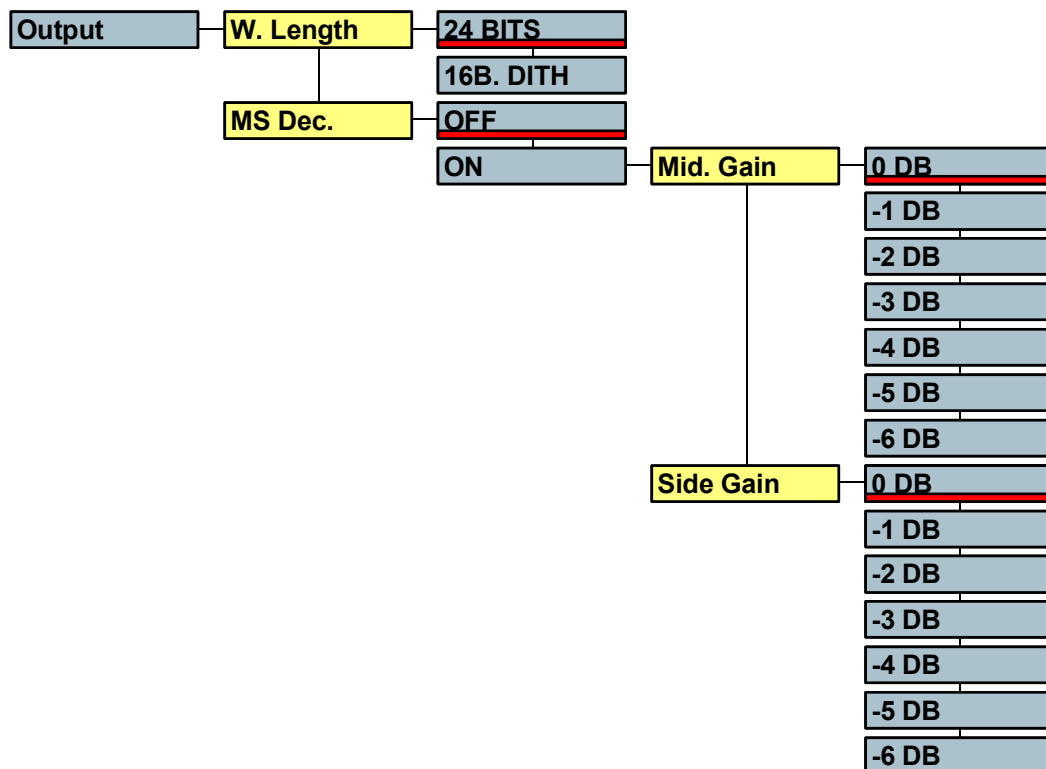 Output
W. Length
24 BITS
16B. DITH
MS Dec.
OFF
ON
Mid. Gain
0 DB
-1 DB
-2 DB
-3 DB
-4 DB
-5 DB
-6 DB
Side Gain
0 DB
-1 DB
-2 DB
-3 DB
-4 DB
-5 DB
-6 DB